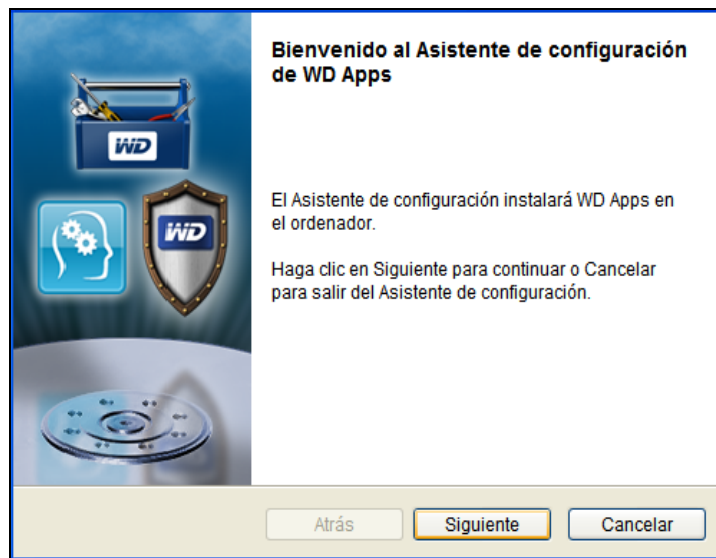 Bienvenido al Asistente de configuración
de WD Apps
WD
WD
El Asistente de configuración instalará WD Apps en
el ordenador.
Haga clic en Siguiente para continuar o Cancelar
para salir del Asistente de configuración.
Atrás Siguiente Cancelar